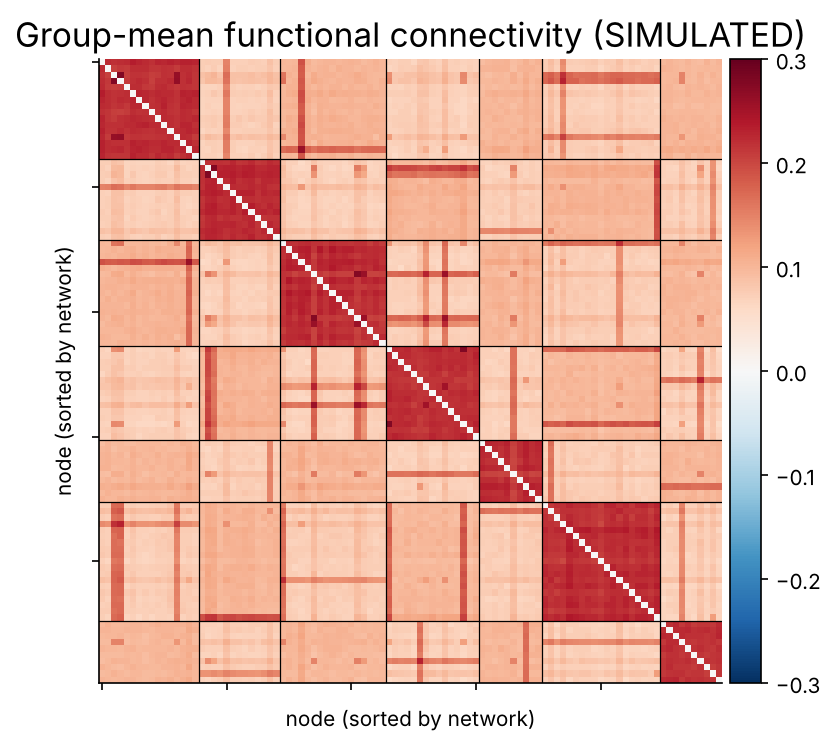 Group-mean functional connectivity (SIMULATED)
0.3
0.2
0.1
0.0
−0.1
−0.2
−0.3
node (sorted by network)
node (sorted by network)